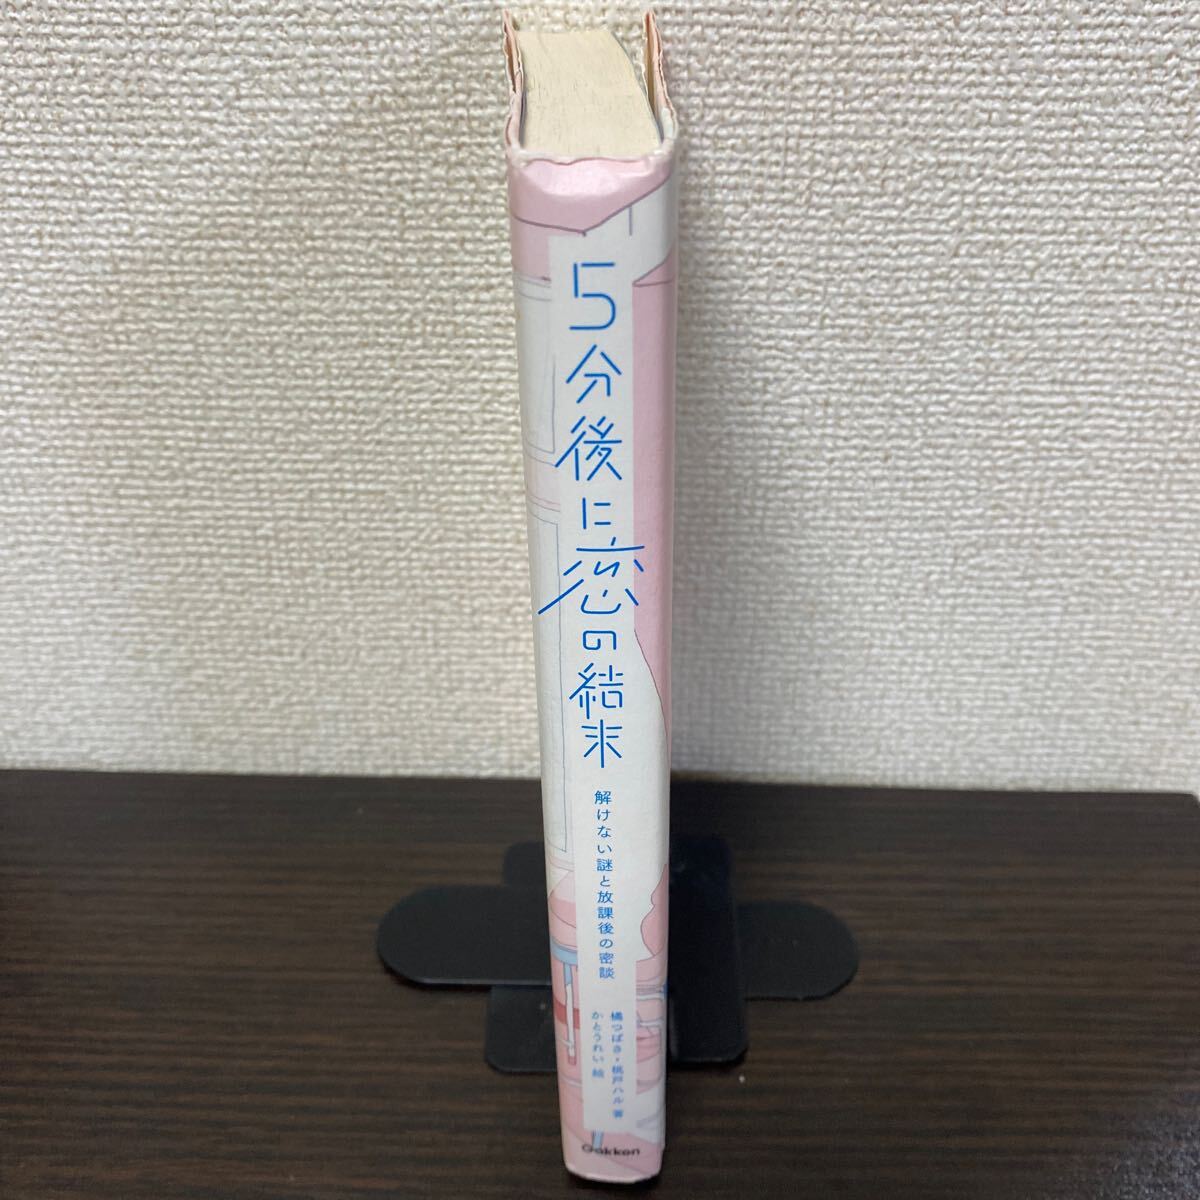 5分後に恋の結末
解けない謎と放課後の密談
橘つばさ・桃戸ハル 著
かとうれい 絵
Gakken